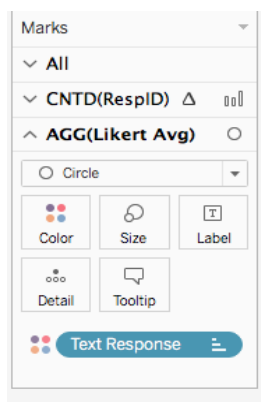 Marks
All
CNTD(RespID) Δ
AGG(Likert Avg)
Circle
Color Size Label
Detail Tooltip
Text Response